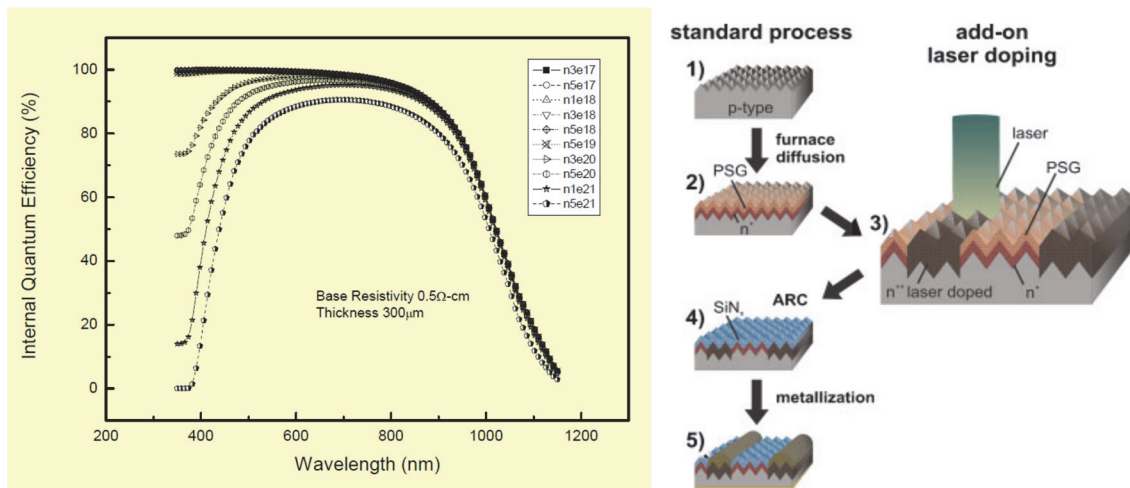 Internal Quantum Efficiency (%)
100
80
60
40
20
0
n3e17
n5e17
n1e18
n3e18
n5e18
n5e19
n3e20
n5e20
n1e21
n5e21
Base Resistivity 0.5Ω-cm
Thickness 300μm
200
400
600
800
1000
1200
Wavelength (nm)
standard process
1)
p-type
furnace
diffusion
2)
PSG
n+
add-on
laser doping
laser
PSG
3)
n++ laser doped
n+
ARC
4)
SiNx
metallization
5)